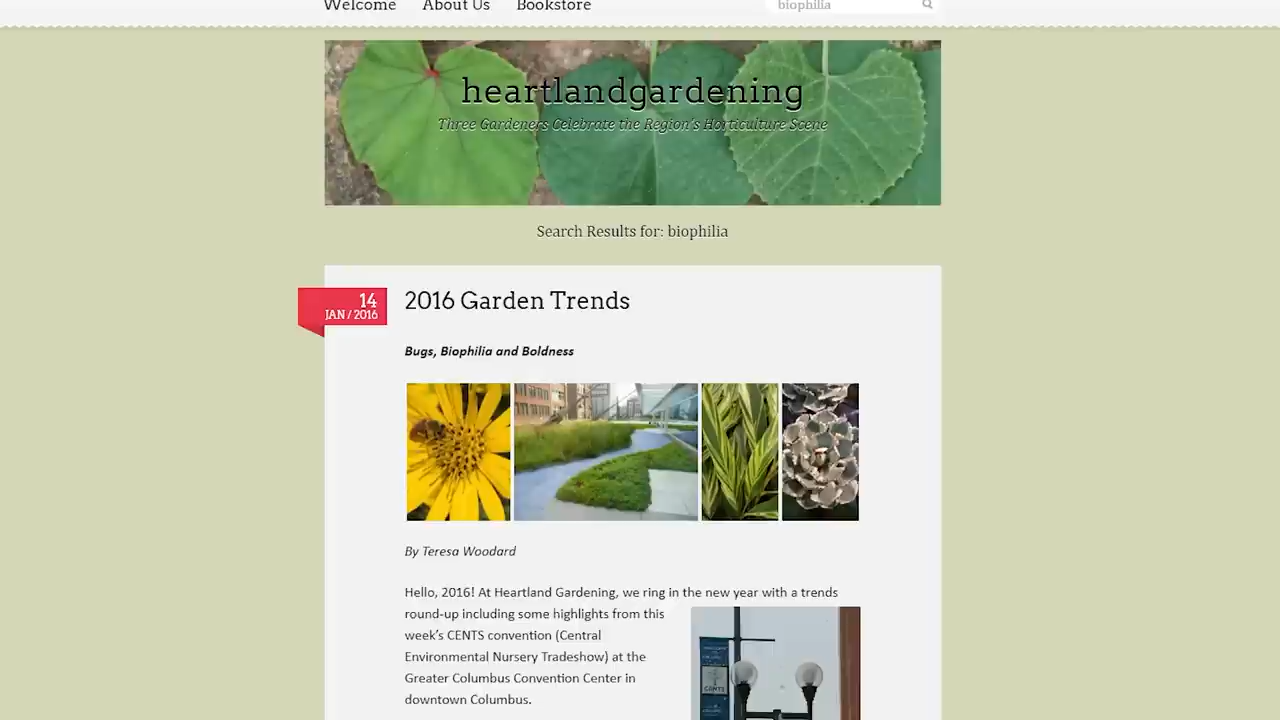 Welcome About Us Bookstore biophilia
heartlandgardening
Three Gardeners Celebrate the Region's Horticulture Scene
Search Results for: biophilia
14
JAN / 2016
2016 Garden Trends
Bugs, Biophilia and Boldness
By Teresa Woodard
Hello, 2016! At Heartland Gardening, we ring in the new year with a trends
round-up including some highlights from this
week’s CENTS convention (Central
Environmental Nursery Tradeshow) at the
Greater Columbus Convention Center in
downtown Columbus.
CENTS